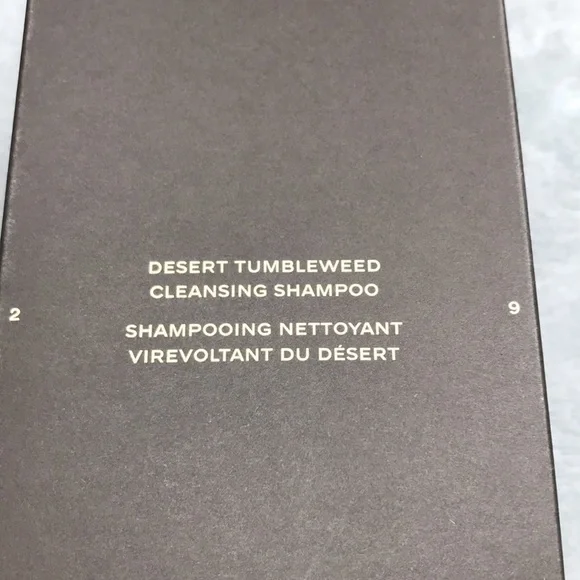 DESERT TUMBLEWEED
CLEANSING SHAMPOO
2
9
SHAMPOOING NETTOYANT
VIREVOLTANT DU DÉSERT